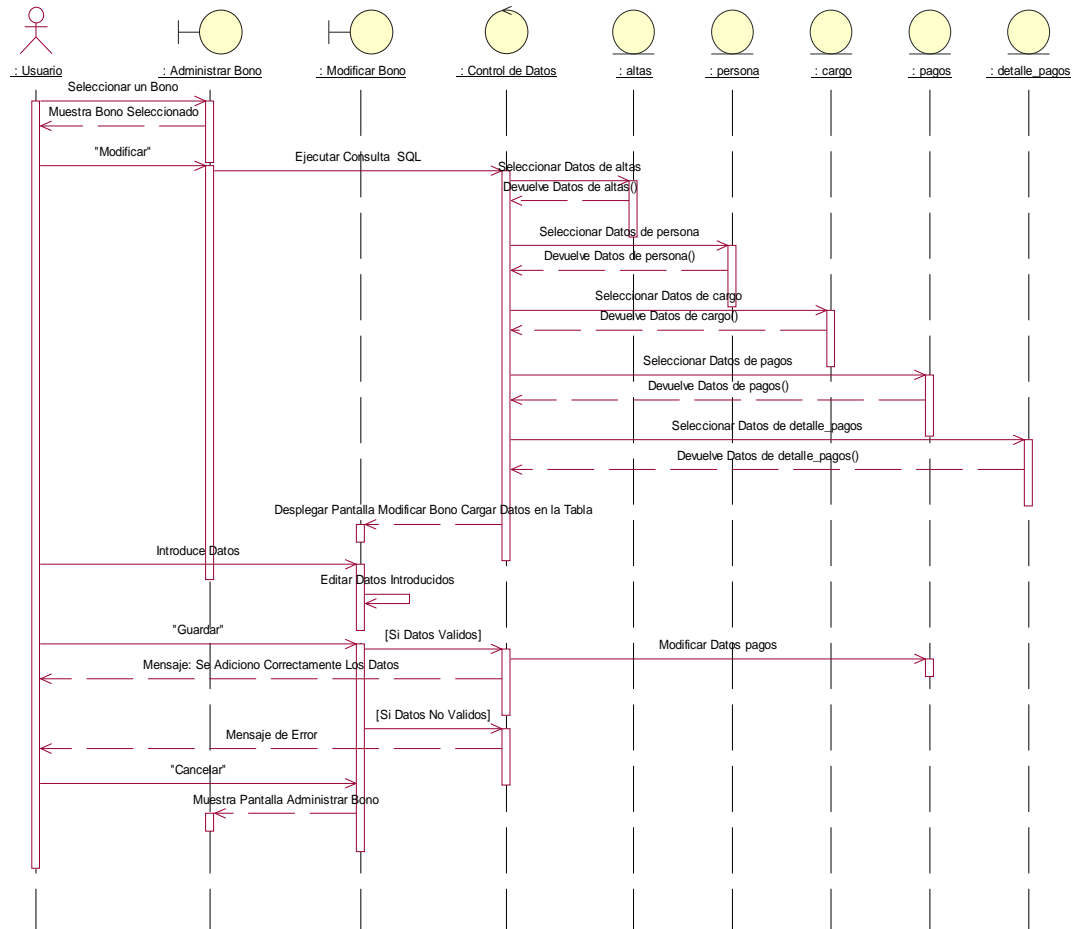 : Usuario
: Administrar Bono
: Modificar Bono
: Control de Datos
: altas
: persona
: cargo
: pagos
: detalle_pagos
Seleccionar un Bono
Muestra Bono Seleccionado
"Modificar"
Ejecutar Consulta SQL
Seleccionar Datos de altas
Devuelve Datos de altas()
Seleccionar Datos de persona
Devuelve Datos de persona()
Seleccionar Datos de cargo
Devuelve Datos de cargo()
Seleccionar Datos de pagos
Devuelve Datos de pagos()
Seleccionar Datos de detalle_pagos
Devuelve Datos de detalle_pagos()
Desplegar Pantalla Modificar Bono Cargar Datos en la Tabla
Introduce Datos
Editar Datos Introducidos
"Guardar"
[Si Datos Validos]
Modificar Datos pagos
Mensaje: Se Adiciono Correctamente Los Datos
[Si Datos No Validos]
Mensaje de Error
"Cancelar"
Muestra Pantalla Administrar Bono